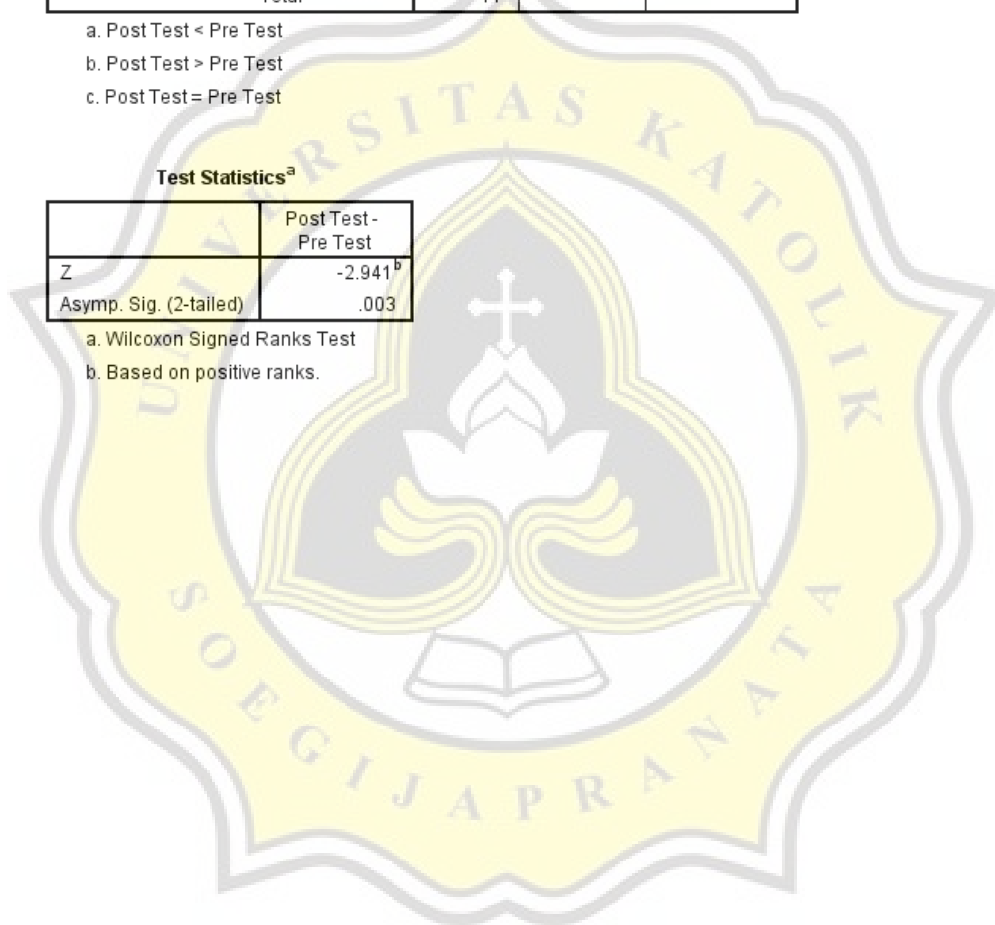 a. Post Test < Pre Test
b. Post Test > Pre Test
c. Post Test = Pre Test
Test Statistics^a
Post Test -
Pre Test
Z -2.941^b
Asymp. Sig. (2-tailed) .003
a. Wilcoxon Signed Ranks Test
b. Based on positive ranks.
UNIVERSITAS KATOLIK
SOEGIJAPRANATA